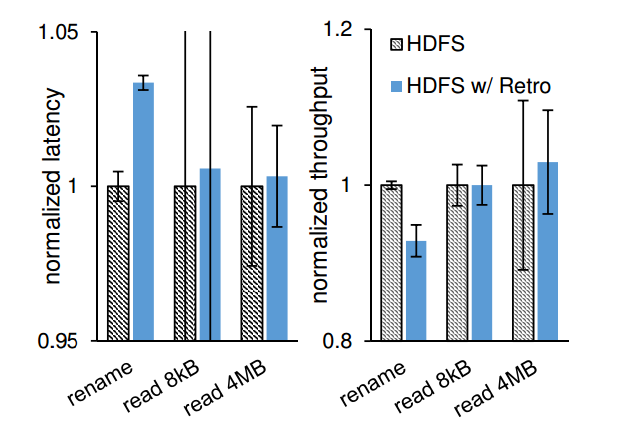 normalized latency
1.05
1
0.95
rename
read 8kB
read 4MB
normalized throughput
1.2
1
0.8
HDFS
HDFS w/ Retro
rename
read 8kB
read 4MB